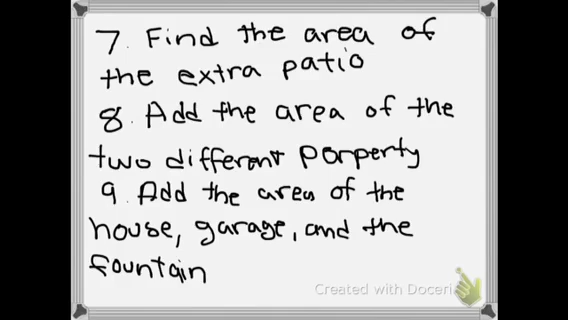 7. Find the area of
the extra patio
8. Add the area of the
two different porperty
9. Add the area of the
house, garage, and the
fountain
Created with Doceri